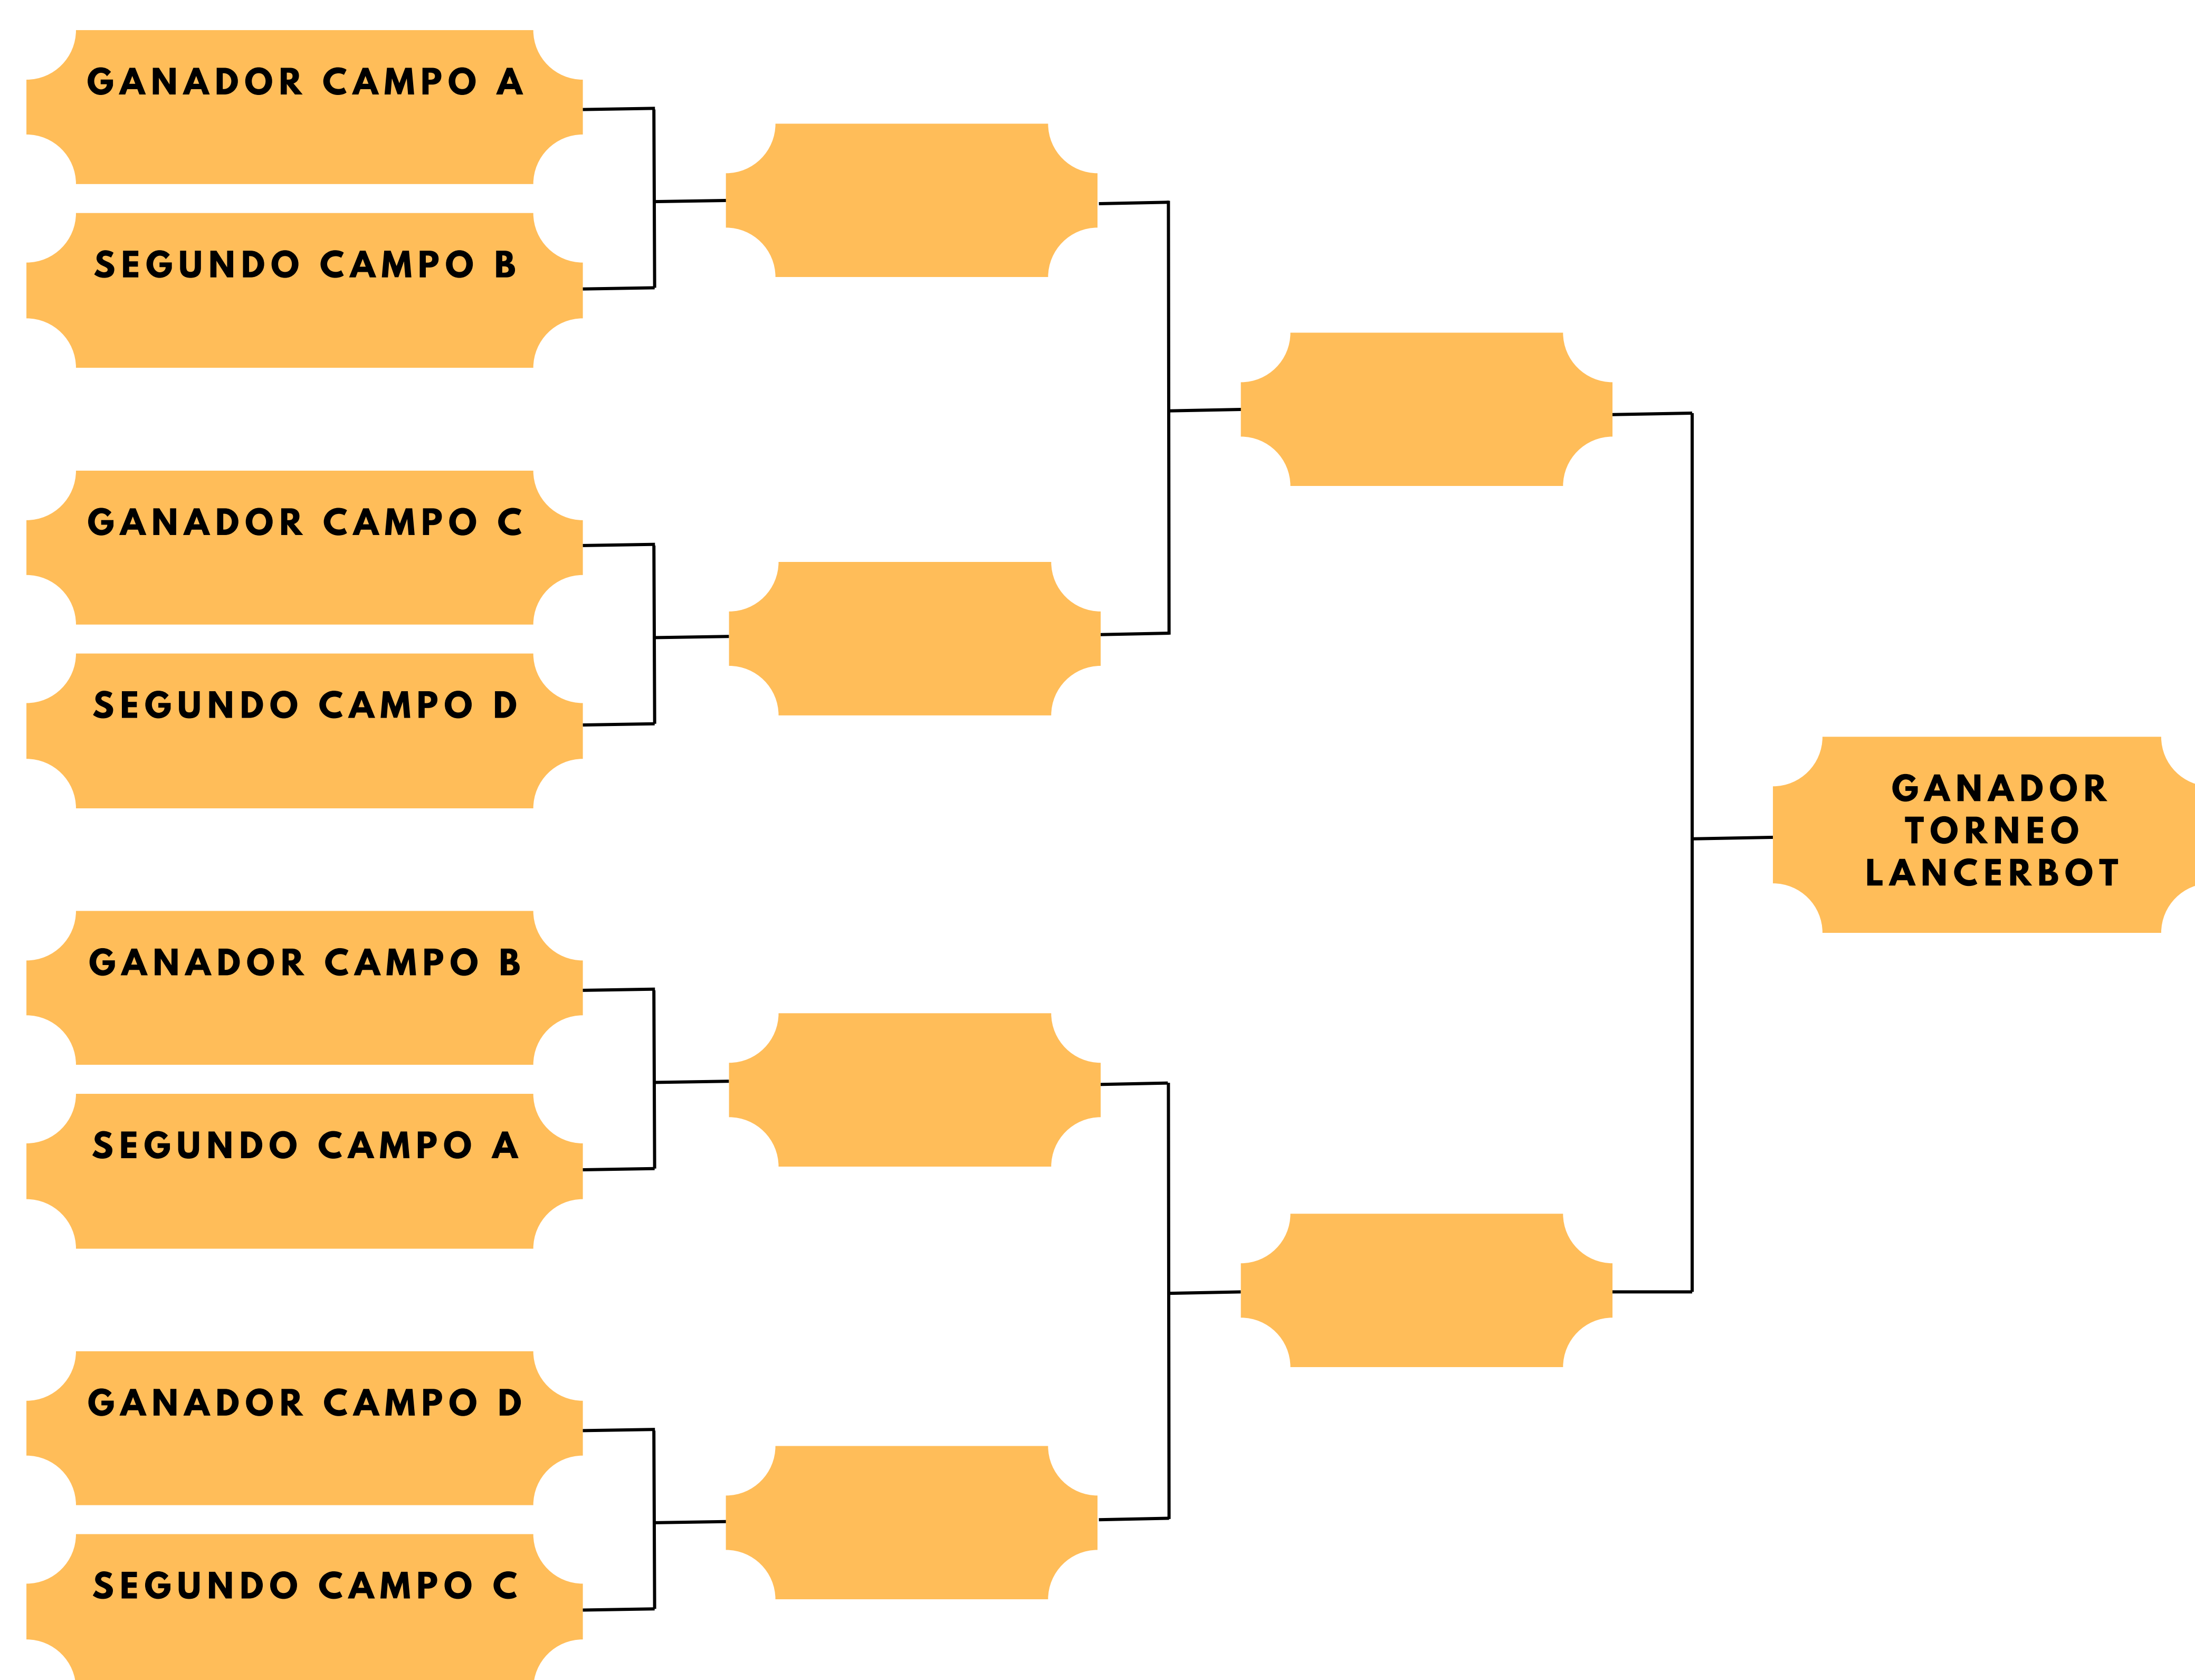 GANADOR CAMPO A
SEGUNDO CAMPO B
GANADOR CAMPO C
SEGUNDO CAMPO D
GANADOR
TORNEO
LANCERBOT
GANADOR CAMPO B
SEGUNDO CAMPO A
GANADOR CAMPO D
SEGUNDO CAMPO C